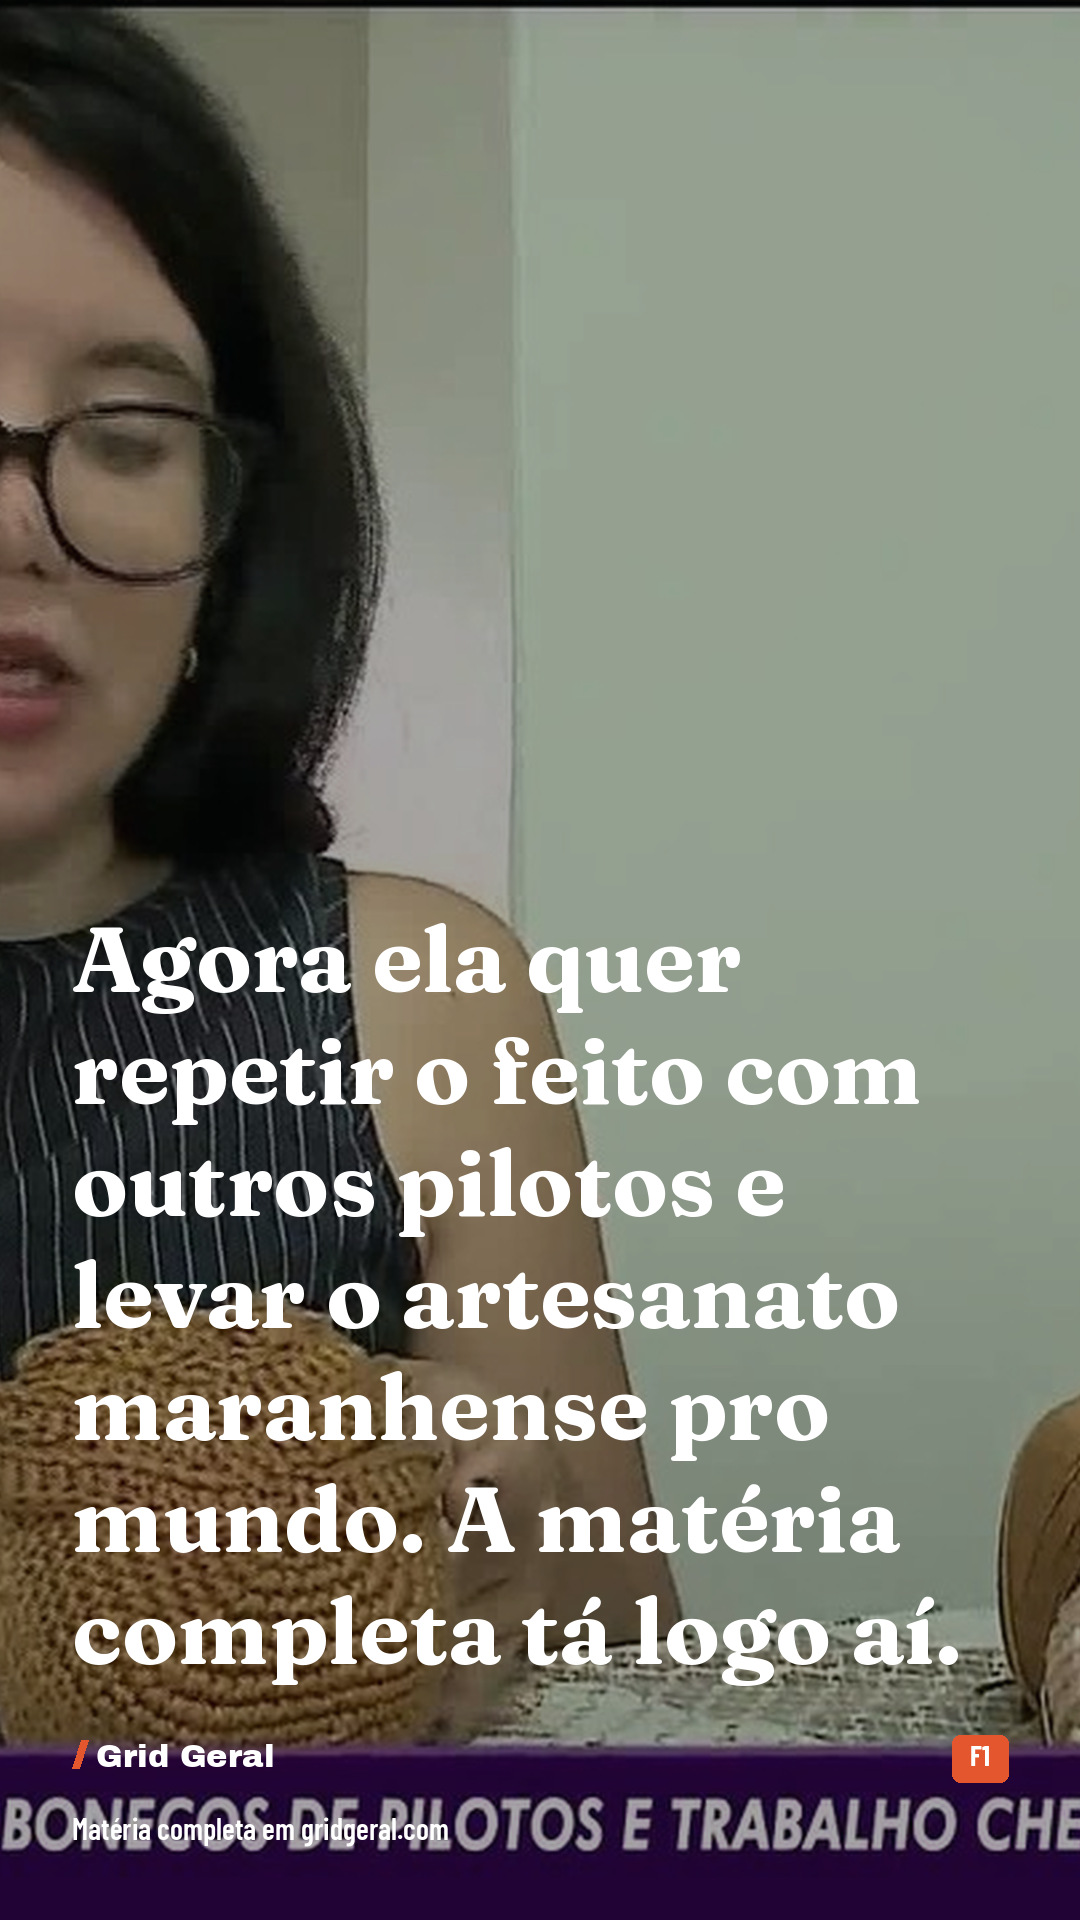 Agora ela quer
repetir o feito com
outros pilotos e
levar o artesanato
maranhense pro
mundo. A matéria
completa tá logo aí.
/ Grid Geral
F1
BONECOS DE PILOTOS E TRABALHO CHE
Matéria completa em gridgeral.com